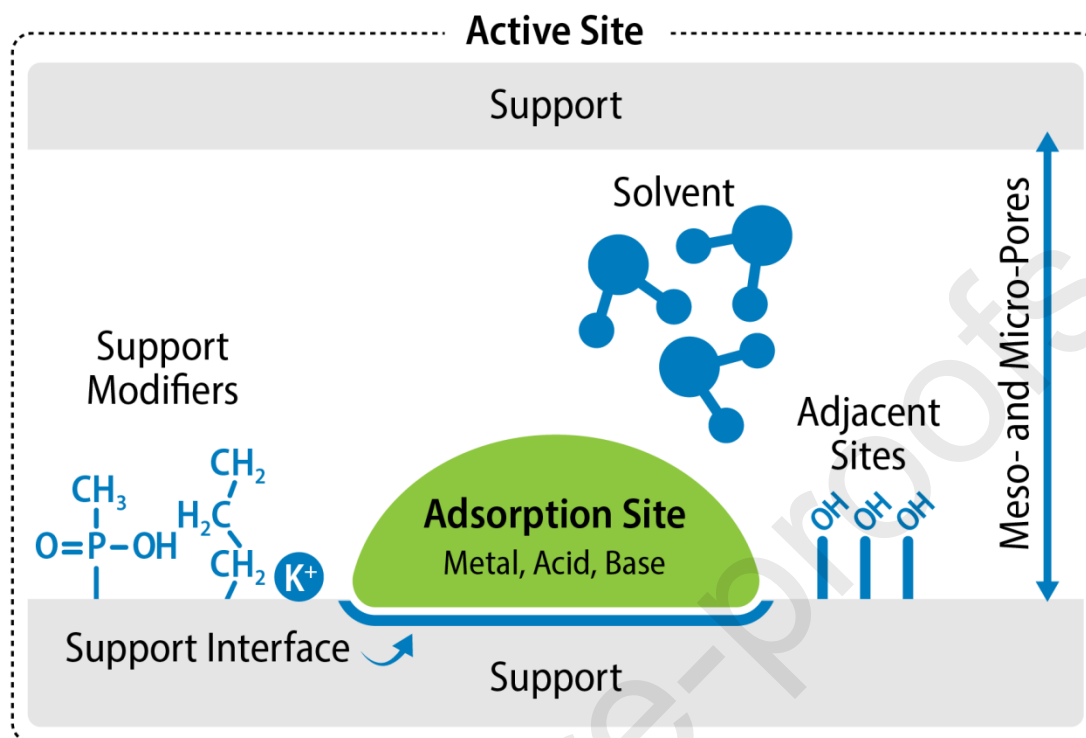 Active Site
Support
Solvent
Meso- and Micro-Pores
Support
Modifiers
Adjacent
Sites
CH₂
CH₃
H₂C
OH OH OH
O=P-OH
CH₂
K⁺
Adsorption Site
Metal, Acid, Base
Support Interface
Support
e-proofs